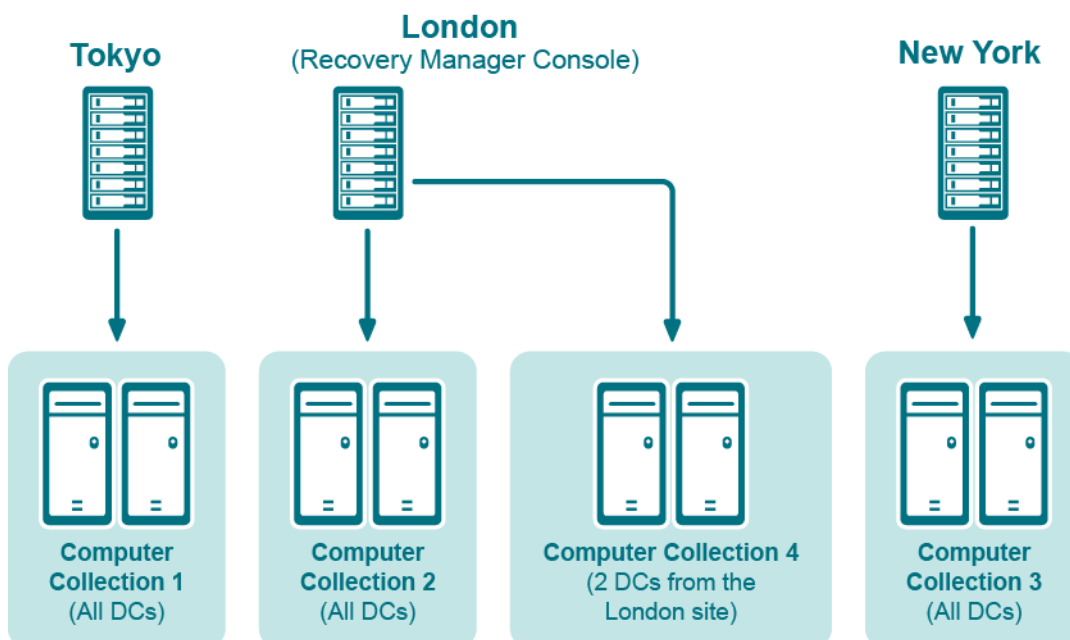 Tokyo
London
(Recovery Manager Console)
New York
Computer
Collection 1
(All DCs)
Computer
Collection 2
(All DCs)
Computer Collection 4
(2 DCs from the
London site)
Computer
Collection 3
(All DCs)